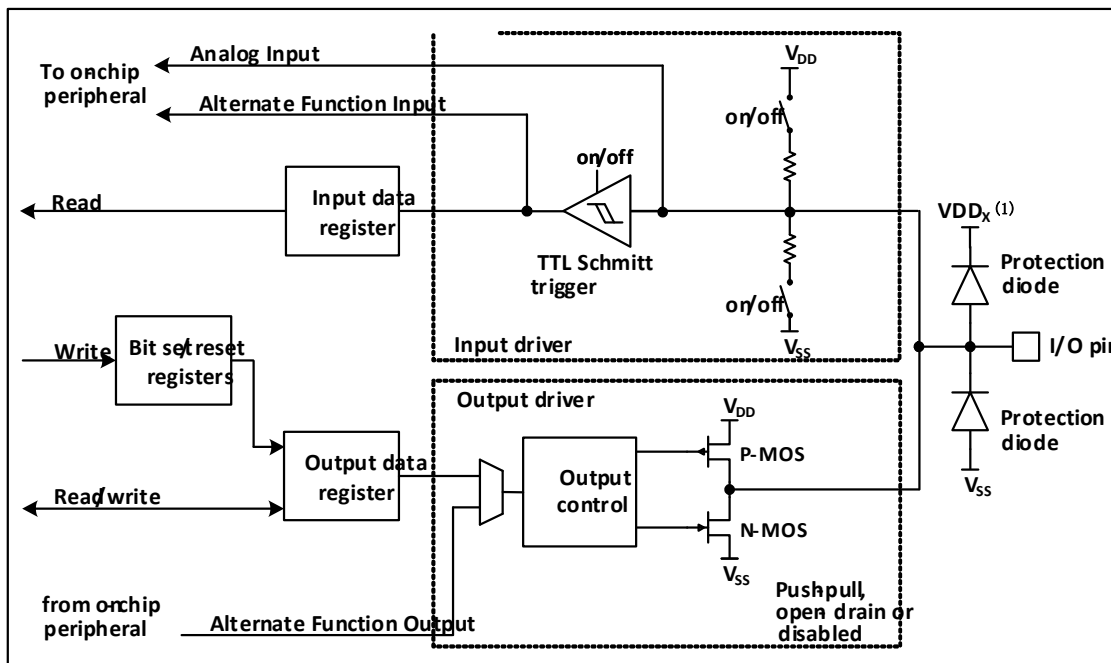 Analog Input
To on-chip
peripheral
Alternate Function Input
on/off
Read
Input data
register
TTL Schmitt
trigger
VDD
on/off
on/off
VSS
Input driver
VDDX (1)
Protection
diode
I/O pin
Protection
diode
VSS
Write
Bit set/reset
registers
Read/write
Output data
register
Output driver
Output
control
VDD
P-MOS
N-MOS
VSS
Push-pull,
open-drain or
disabled
from on-chip
peripheral
Alternate Function Output